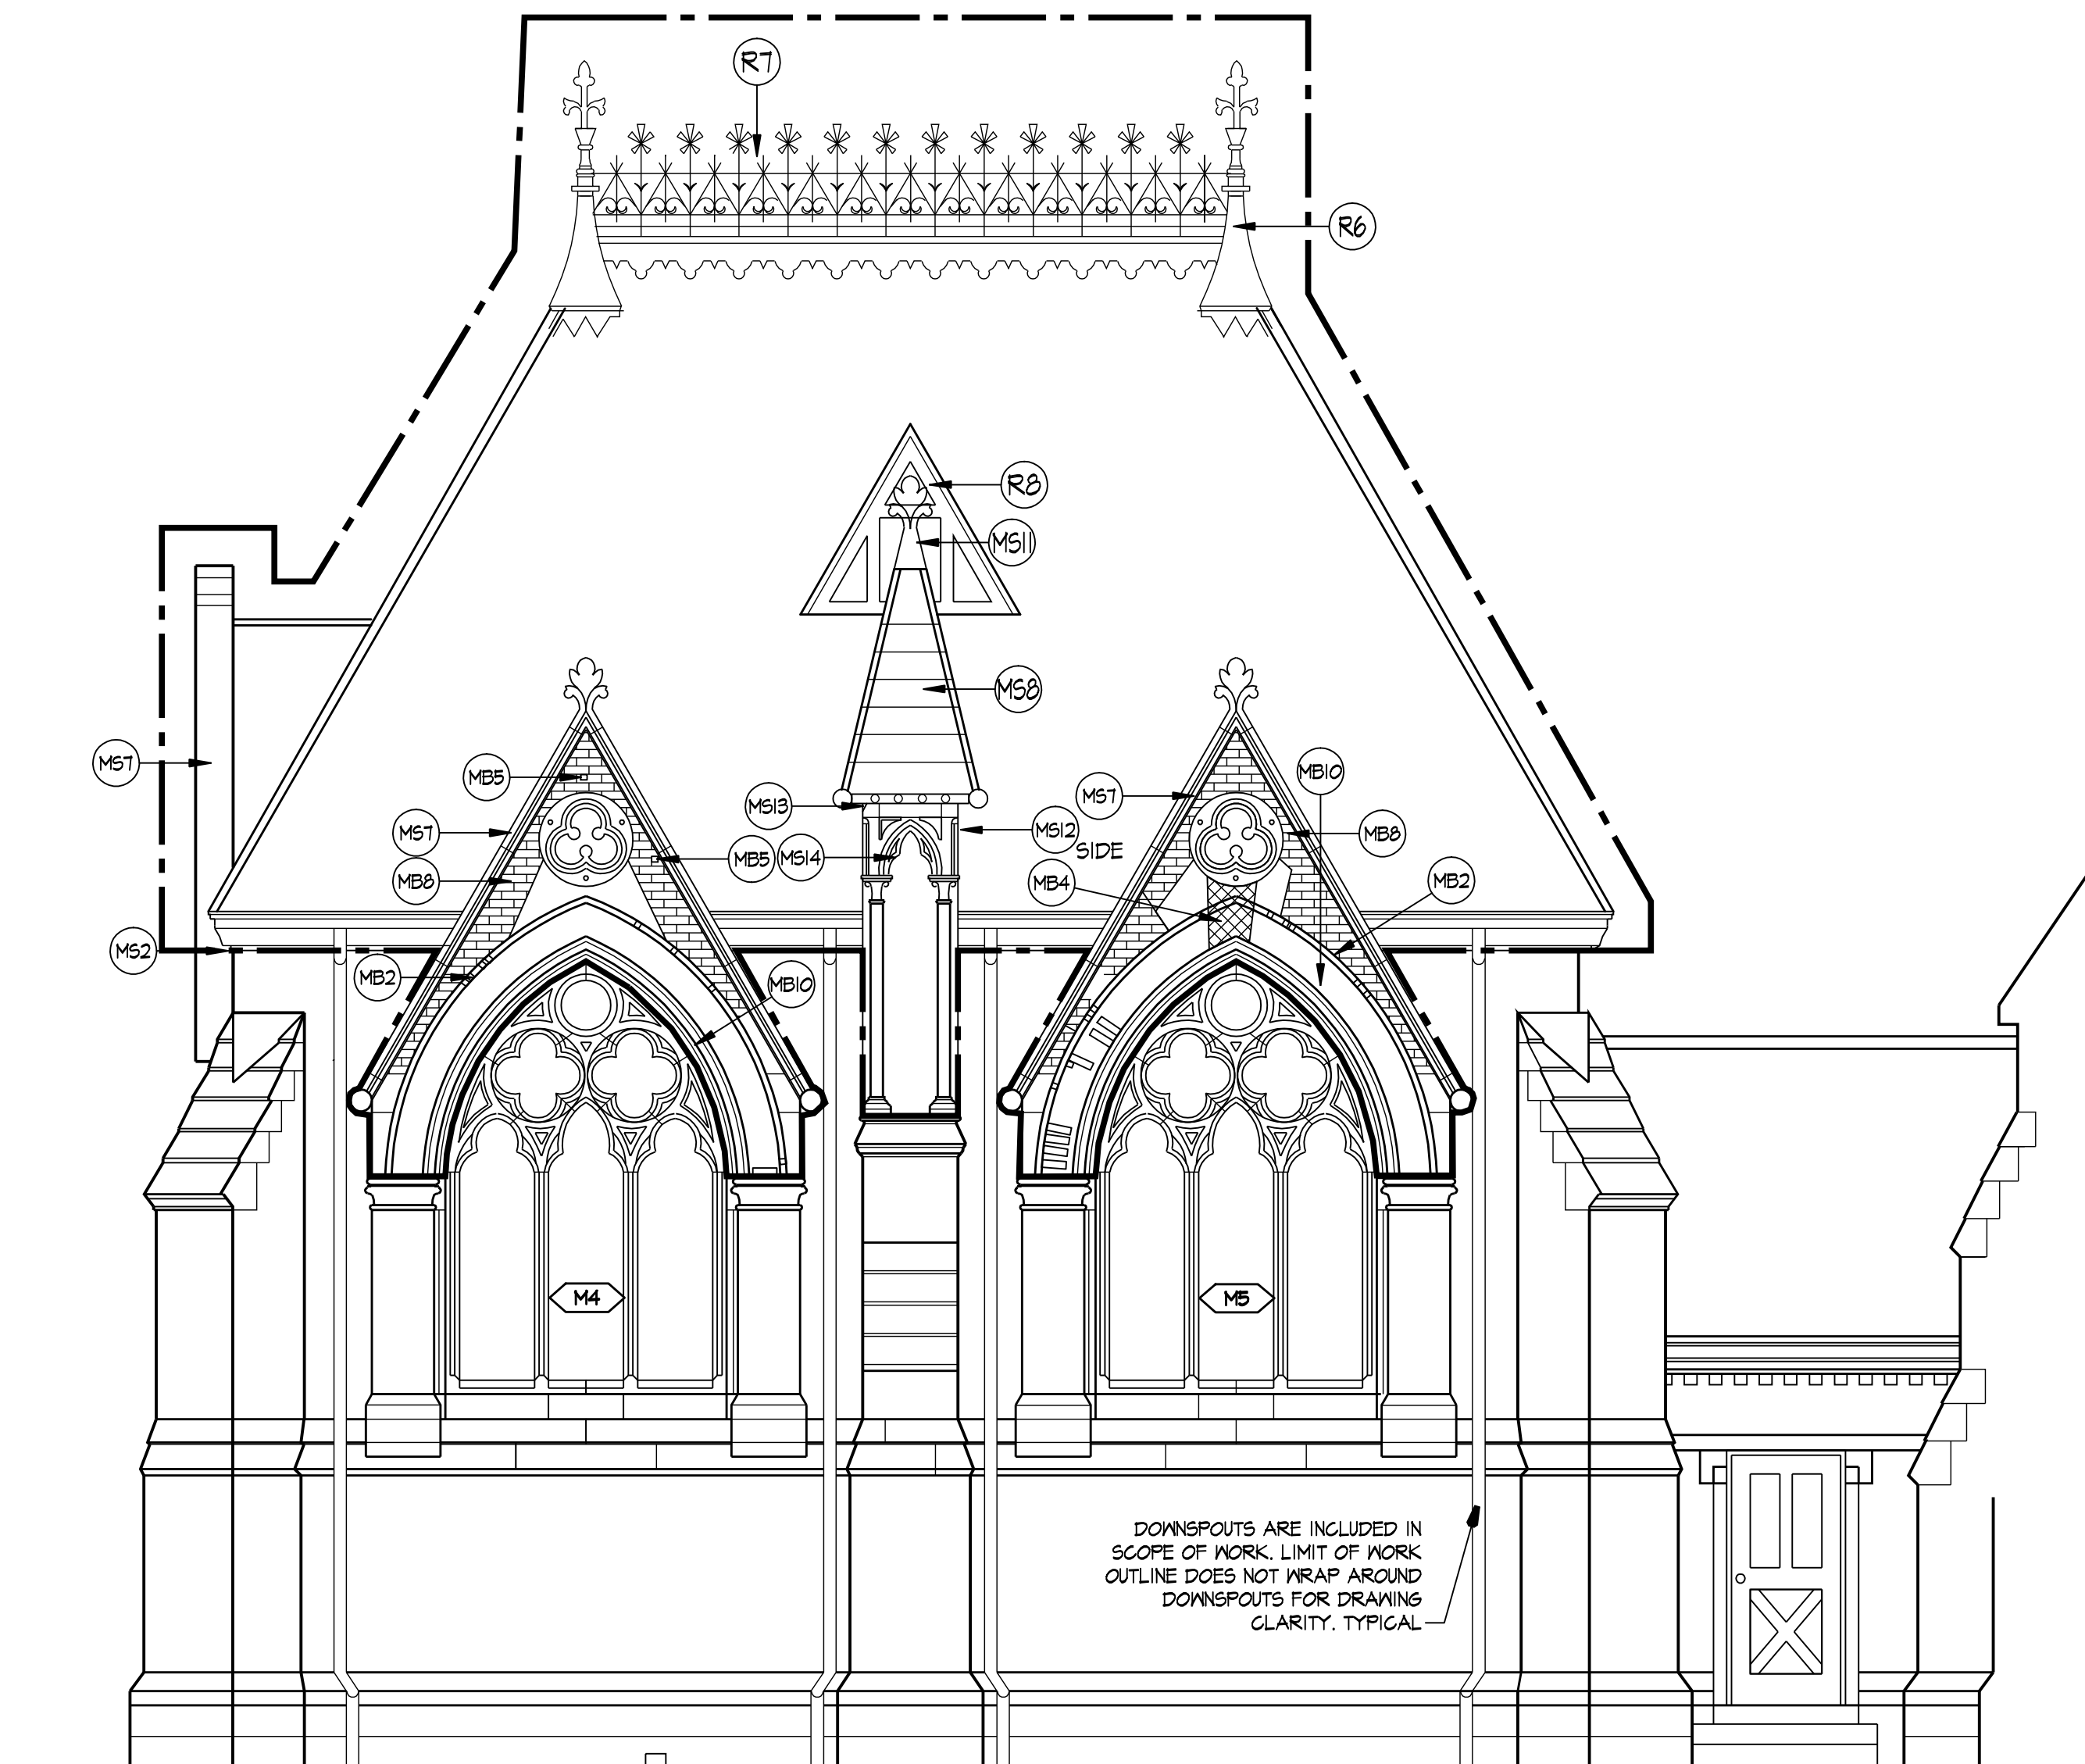 R7
R6
R8
MS11
MS8
MS7
MB5
MS13
MS7
MB10
MS7
MS12
SIDE
MB8
MB5
MS14
MB8
MB4
MB2
MS2
MB2
MB10
M4
M5
DOWNSPOUTS ARE INCLUDED IN
SCOPE OF WORK. LIMIT OF WORK
OUTLINE DOES NOT WRAP AROUND
DOWNSPOUTS FOR DRAWING
CLARITY. TYPICAL